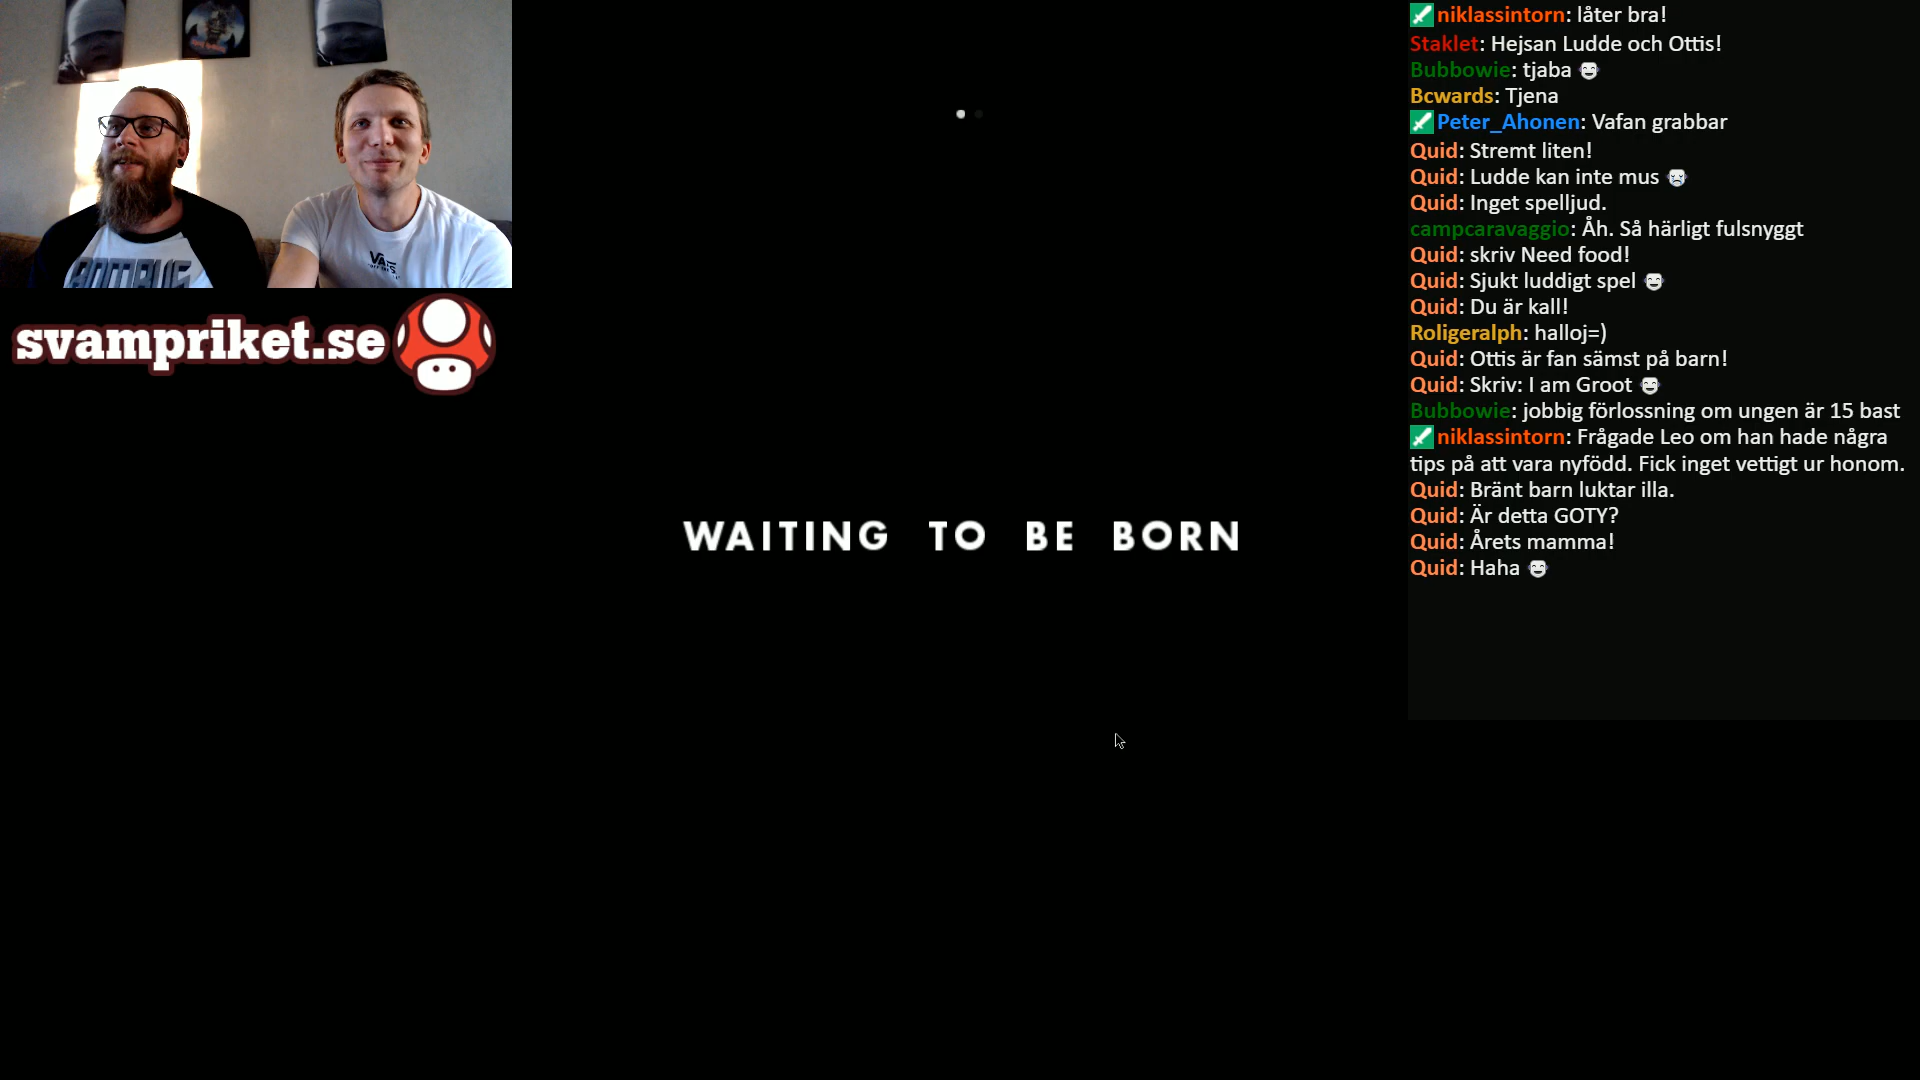 BOMBUS
VANS
svampriket.se
WAITING TO BE BORN
niklassintorn: låter bra!
Staklet: Hejsan Ludde och Ottis!
Bubbowie: tjaba
Bcwards: Tjena
Peter_Ahonen: Vafan grabbar
Quid: Stremt liten!
Quid: Ludde kan inte mus
Quid: Inget spelljud.
campcaravaggio: Åh. Så härligt fulsnyggt
Quid: skriv Need food!
Quid: Sjukt luddigt spel
Quid: Du är kall!
Roligeralph: halloj=)
Quid: Ottis är fan sämst på barn!
Quid: Skriv: I am Groot
Bubbowie: jobbig förlossning om ungen är 15 bast
niklassintorn: Frågade Leo om han hade några
tips på att vara nyfödd. Fick inget vettigt ur honom.
Quid: Bränt barn luktar illa.
Quid: Är detta GOTY?
Quid: Årets mamma!
Quid: Haha